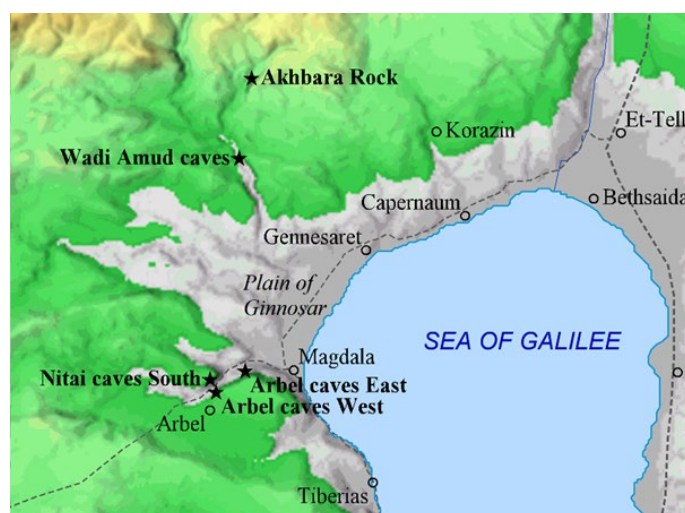 Akhbara Rock
Korazin
Et-Tell
Wadi Amud caves
Bethsaida
Capernaum
Gennesaret
Plain of
Ginnosar
SEA OF GALILEE
Magdala
Nitai caves South
Arbel caves East
Arbel caves West
Arbel
Tiberias